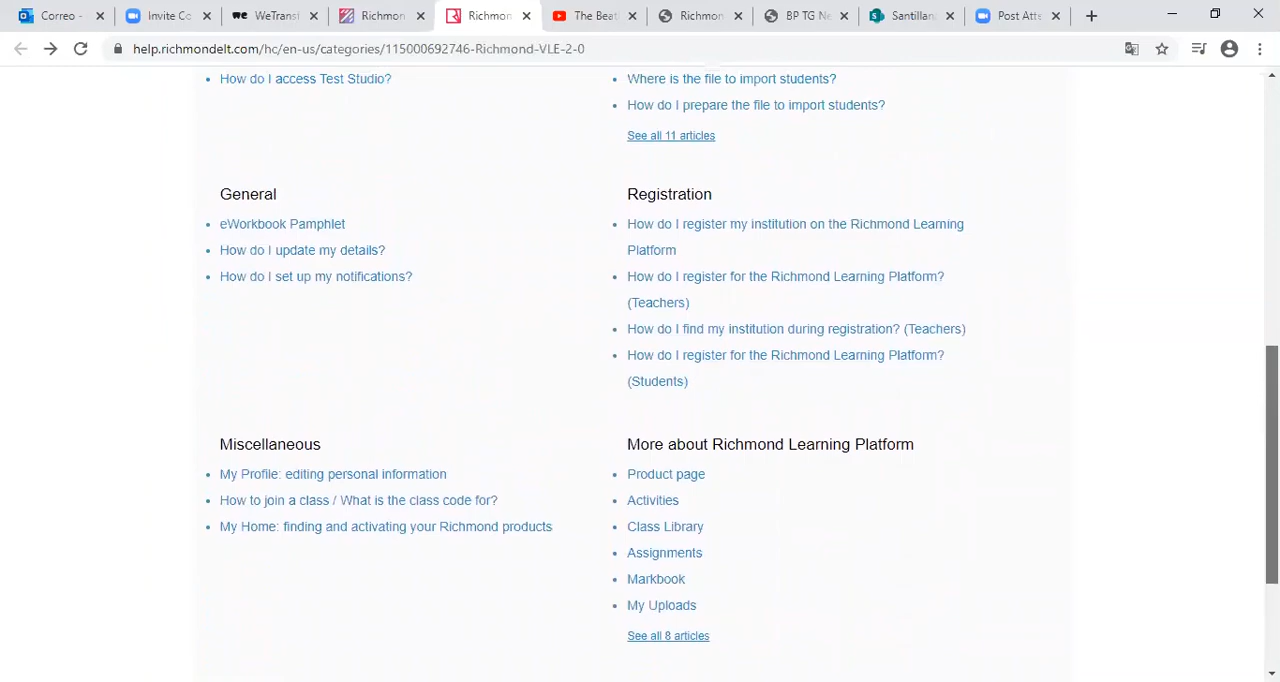 Correo -
Invite Co
WeTransf
Richmon
Richmon
The Beat
Richmon
BP TG Ne
Santillana
Post Atte
help.richmondelt.com/hc/en-us/categories/115000692746-Richmond-VLE-2-0
How do I access Test Studio?
Where is the file to import students?
How do I prepare the file to import students?
See all 11 articles
General
eWorkbook Pamphlet
How do I update my details?
How do I set up my notifications?
Registration
How do I register my institution on the Richmond Learning
Platform
How do I register for the Richmond Learning Platform?
(Teachers)
How do I find my institution during registration? (Teachers)
How do I register for the Richmond Learning Platform?
(Students)
Miscellaneous
My Profile: editing personal information
How to join a class / What is the class code for?
My Home: finding and activating your Richmond products
More about Richmond Learning Platform
Product page
Activities
Class Library
Assignments
Markbook
My Uploads
See all 8 articles